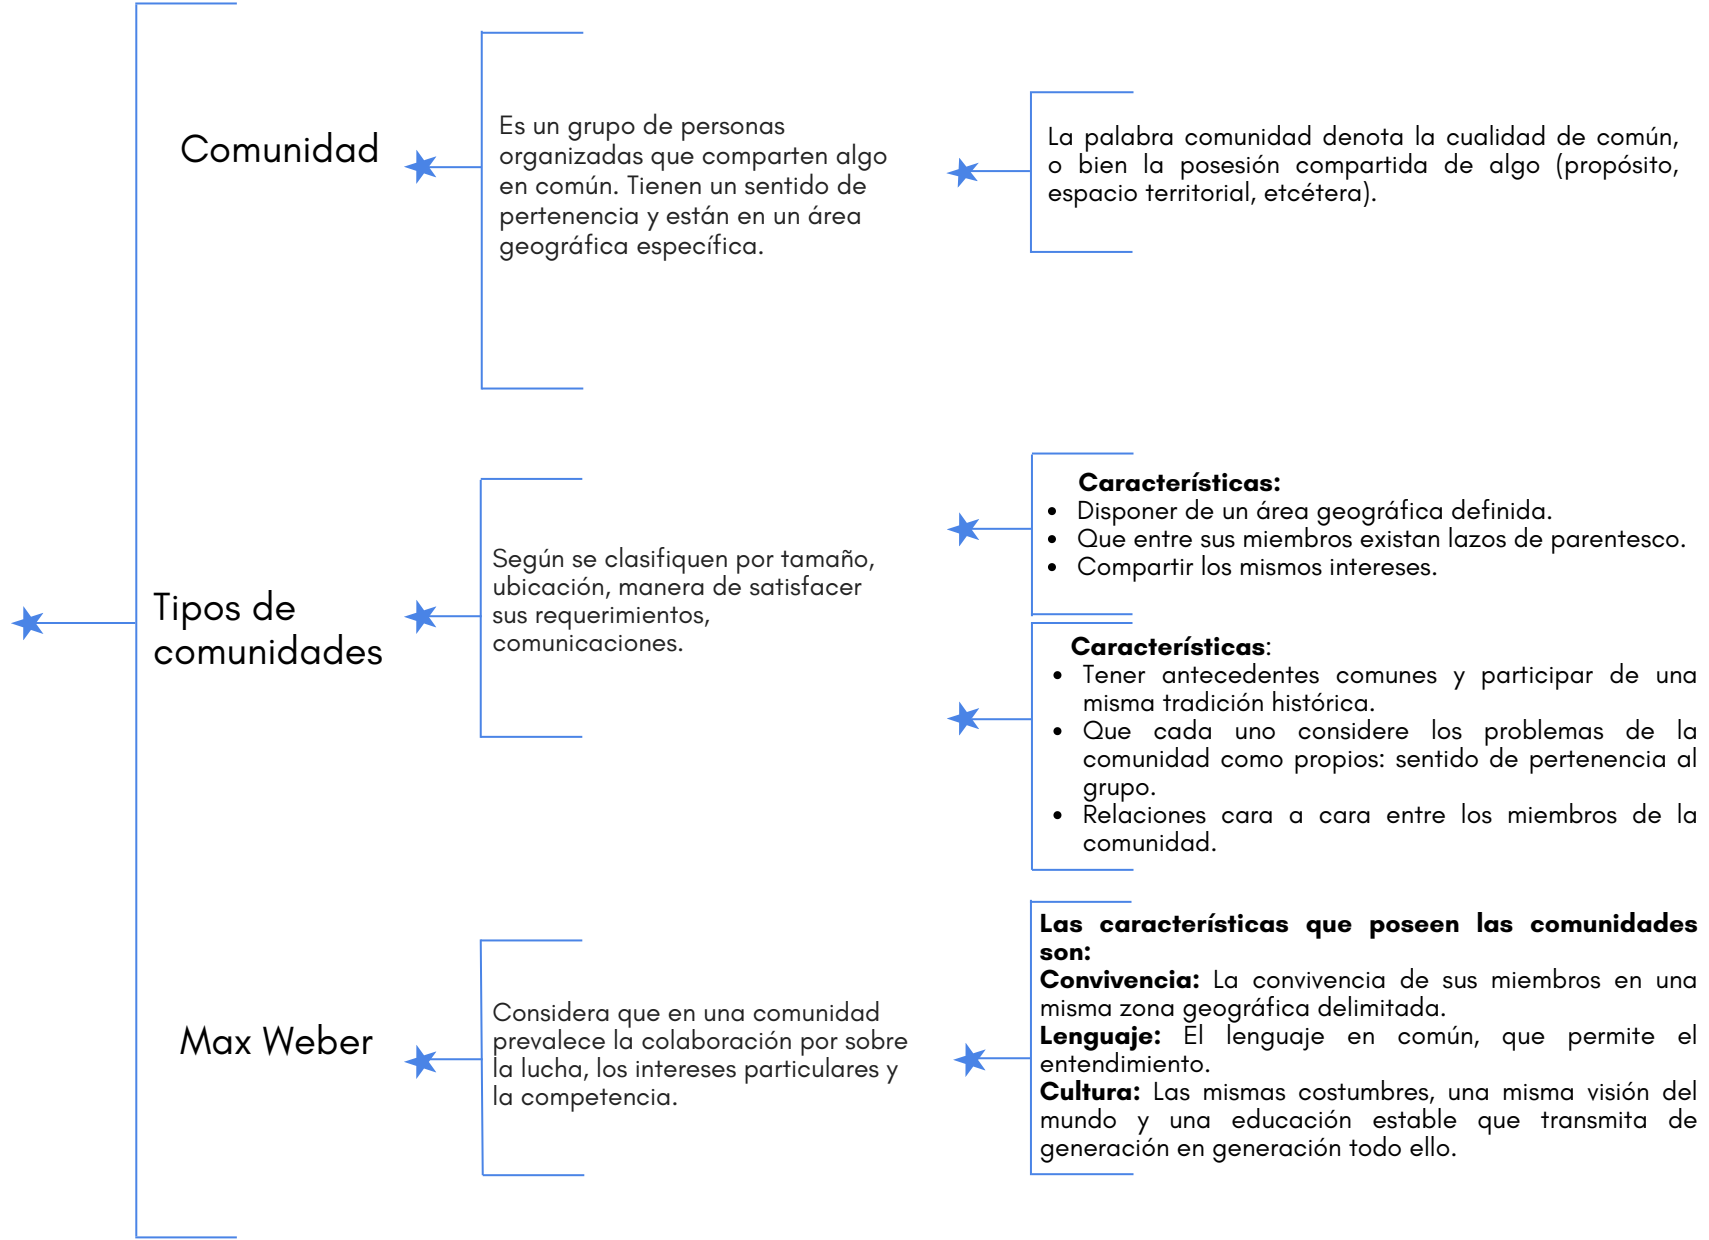 Comunidad
Es un grupo de personas
organizadas que comparten algo
en común. Tienen un sentido de
pertenencia y están en un área
geográfica específica.
La palabra comunidad denota la cualidad de común,
o bien la posesión compartida de algo (propósito,
espacio territorial, etcétera).
Tipos de
comunidades
Según se clasifiquen por tamaño,
ubicación, manera de satisfacer
sus requerimientos,
comunicaciones.
Características:
• Disponer de un área geográfica definida.
• Que entre sus miembros existan lazos de parentesco.
• Compartir los mismos intereses.
Características:
• Tener antecedentes comunes y participar de una
misma tradición histórica.
• Que cada uno considere los problemas de la
comunidad como propios: sentido de pertenencia al
grupo.
• Relaciones cara a cara entre los miembros de la
comunidad.
Max Weber
Considera que en una comunidad
prevalece la colaboración por sobre
la lucha, los intereses particulares y
la competencia.
Las características que poseen las comunidades
son:
Convivencia: La convivencia de sus miembros en una
misma zona geográfica delimitada.
Lenguaje: El lenguaje en común, que permite el
entendimiento.
Cultura: Las mismas costumbres, una misma visión del
mundo y una educación estable que transmita de
generación en generación todo ello.